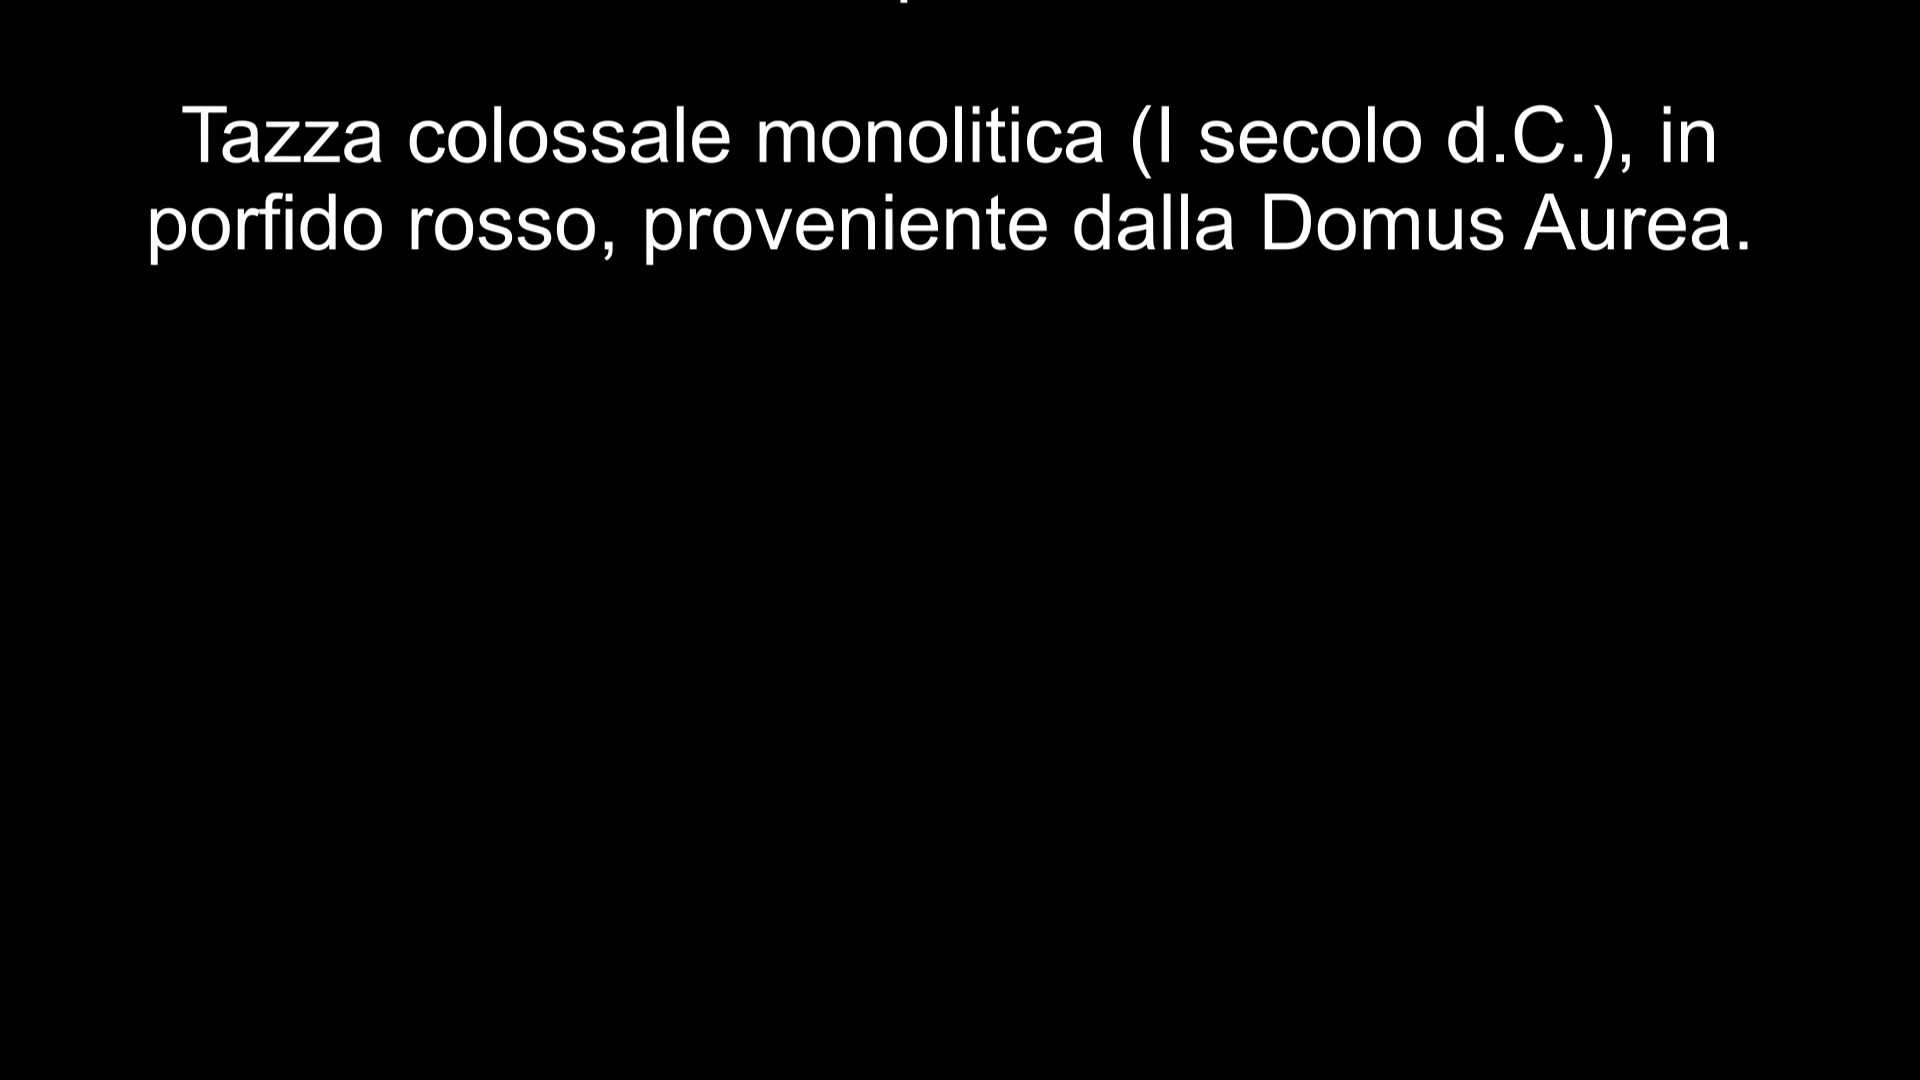 Tazza colossale monolitica (I secolo d.C.), in
porfido rosso, proveniente dalla Domus Aurea.